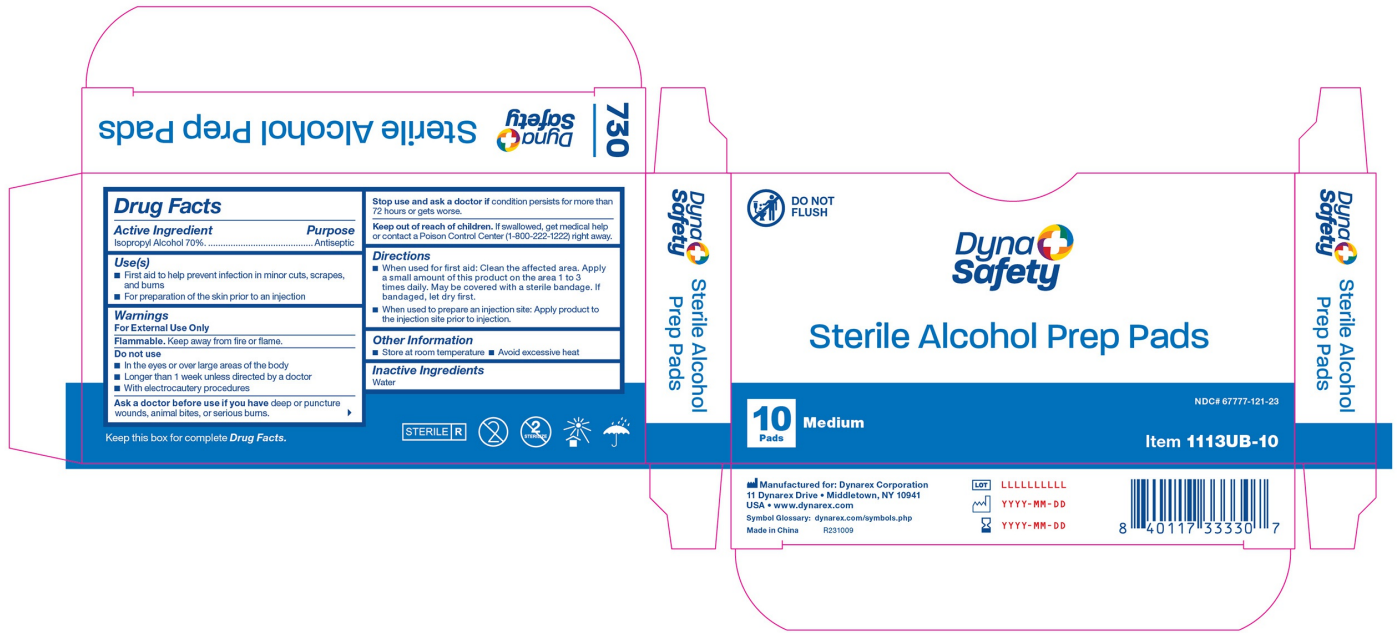 730
Dyna
Safety
Sterile Alcohol Prep Pads
Drug Facts
Active Ingredient Purpose
Isopropyl Alcohol 70%. .......................................... Antiseptic
Use(s)
■ First aid to help prevent infection in minor cuts, scrapes,
and burns
■ For preparation of the skin prior to an injection
Warnings
For External Use Only
Flammable. Keep away from fire or flame.
Do not use
■ In the eyes or over large areas of the body
■ Longer than 1 week unless directed by a doctor
■ With electrocautery procedures
Ask a doctor before use if you have deep or puncture
wounds, animal bites, or serious burns.
Stop use and ask a doctor if condition persists for more than
72 hours or gets worse.
Keep out of reach of children. If swallowed, get medical help
or contact a Poison Control Center (1-800-222-1222) right away.
Directions
■ When used for first aid: Clean the affected area. Apply
a small amount of this product on the area 1 to 3
times daily. May be covered with a sterile bandage. If
bandaged, let dry first.
■ When used to prepare an injection site: Apply product to
the injection site prior to injection.
Other Information
■ Store at room temperature ■ Avoid excessive heat
Inactive Ingredients
Water
Keep this box for complete Drug Facts.
STERILE R
2
2
STERILIZE
Dyna
Safety
Sterile Alcohol
Prep Pads
DO NOT
FLUSH
Dyna
Safety
Sterile Alcohol Prep Pads
10
Pads
Medium
NDC# 67777-121-23
Item 1113UB-10
Manufactured for: Dynarex Corporation
11 Dynarex Drive • Middletown, NY 10941
USA • www.dynarex.com
Symbol Glossary: dynarex.com/symbols.php
Made in China R231009
LOT LLLLLLLLLL
YYYY-MM-DD
YYYY-MM-DD
8 40117 33330 7
Dyna
Safety
Sterile Alcohol
Prep Pads